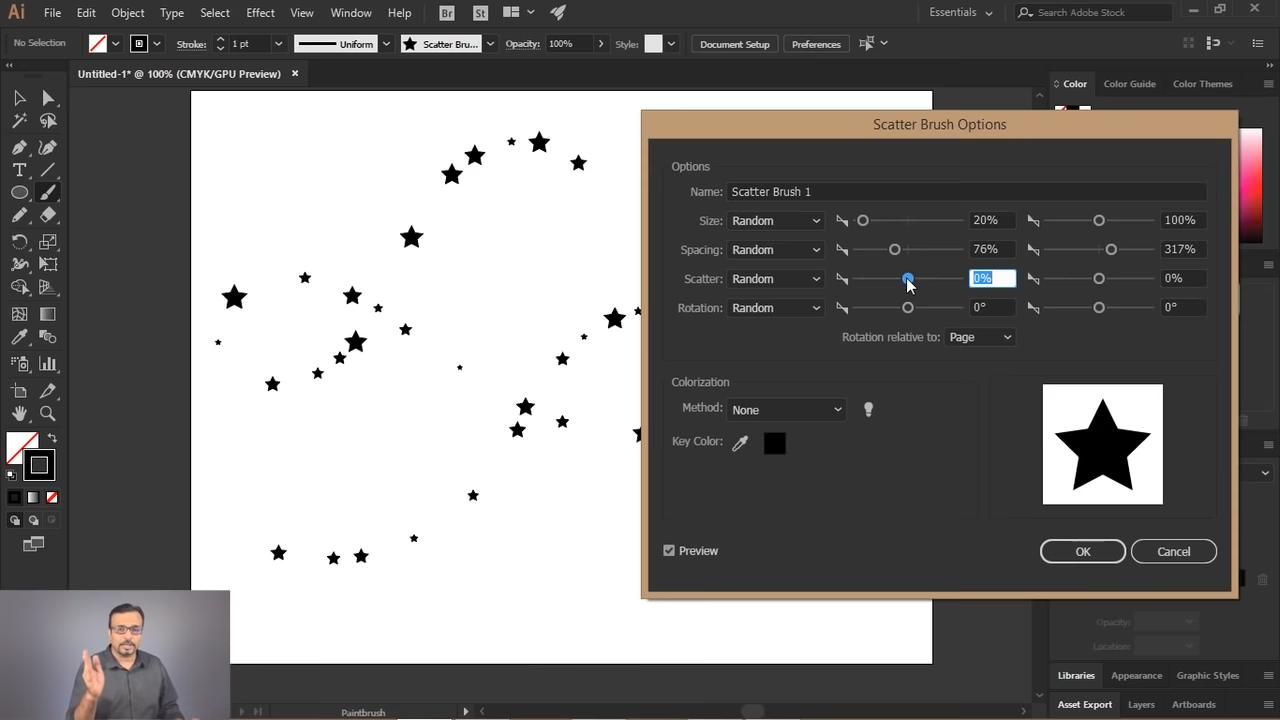 Ai File Edit Object Type Select Effect View Window Help Br St Essentials Search Adobe Stock
No Selection Stroke: 1 pt Uniform Scatter Bru... Opacity: 100% Style: Document Setup Preferences
Untitled-1* @ 100% (CMYK/GPU Preview) ×
Color Color Guide Color Themes
Scatter Brush Options
Options
Name: Scatter Brush 1
Size: Random 20% 100%
Spacing: Random 76% 317%
Scatter: Random 0% 0%
Rotation: Random 0° 0°
Rotation relative to: Page
Colorization
Method: None
Key Color:
Preview OK Cancel
Opacity:
Location:
Libraries Appearance Graphic Styles
Asset Export Layers Artboards
Paintbrush